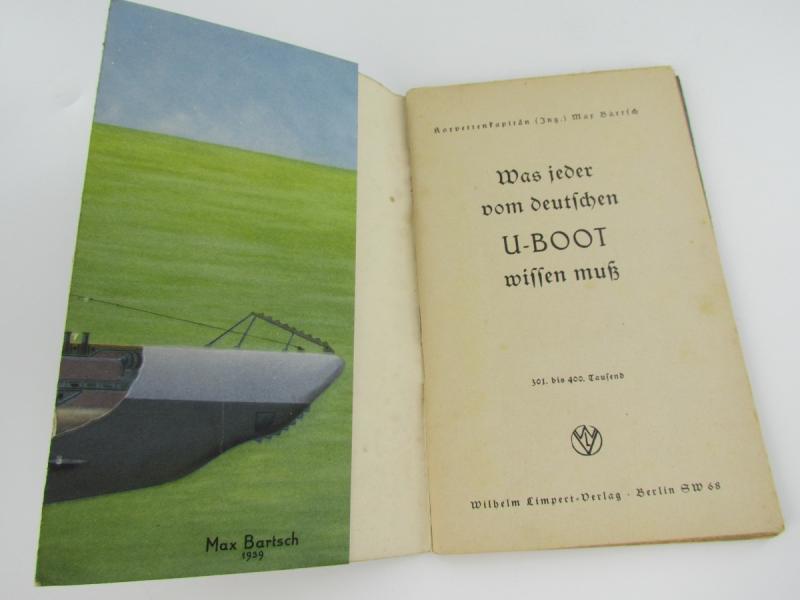 Max Bartsch
1939
Korvettenkapitän (Ing.) Max Bartsch
Was jeder
vom deutschen
U-BOOT
wissen muß
301. bis 400. Tausend
Wilhelm Limpert-Verlag · Berlin SW 68